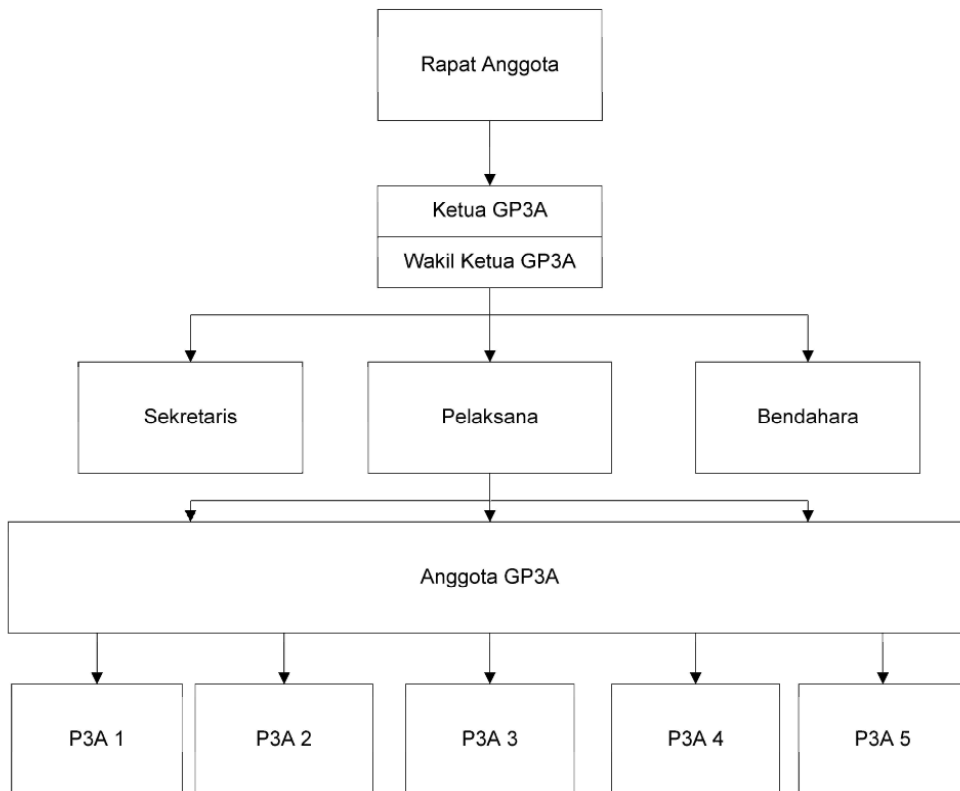 Rapat Anggota
Ketua GP3A
Wakil Ketua GP3A
Sekretaris
Pelaksana
Bendahara
Anggota GP3A
P3A 1
P3A 2
P3A 3
P3A 4
P3A 5